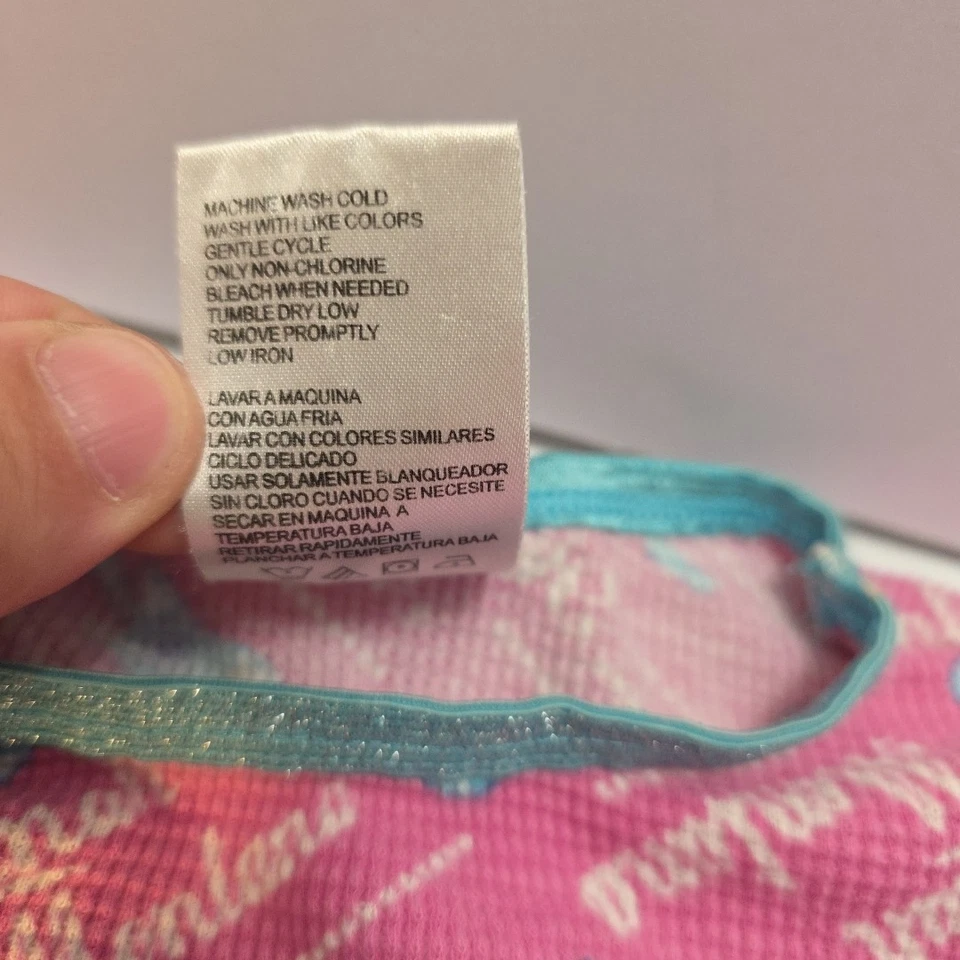 MACHINE WASH COLD
WASH WITH LIKE COLORS
GENTLE CYCLE
ONLY NON-CHLORINE
BLEACH WHEN NEEDED
TUMBLE DRY LOW
REMOVE PROMPTLY
LOW IRON
LAVAR A MAQUINA
CON AGUA FRIA
LAVAR CON COLORES SIMILARES
CICLO DELICADO
USAR SOLAMENTE BLANQUEADOR
SIN CLORO CUANDO SE NECESITE
SECAR EN MAQUINA A
TEMPERATURA BAJA
RETIRAR RAPIDAMENTE
PLANCHAR A TEMPERATURA BAJA